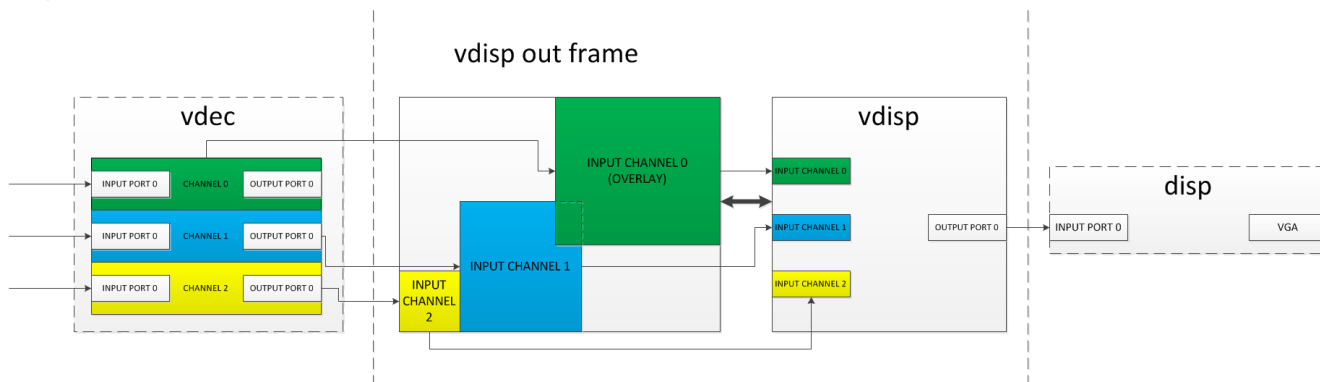 vdisp out frame
vdec
INPUT PORT 0
CHANNEL 0
OUTPUT PORT 0
INPUT PORT 0
CHANNEL 1
OUTPUT PORT 0
INPUT PORT 0
CHANNEL 2
OUTPUT PORT 0
INPUT CHANNEL 0
(OVERLAY)
INPUT CHANNEL 1
INPUT
CHANNEL
2
vdisp
INPUT CHANNEL 0
INPUT CHANNEL 1
INPUT CHANNEL 2
OUTPUT PORT 0
disp
INPUT PORT 0
VGA